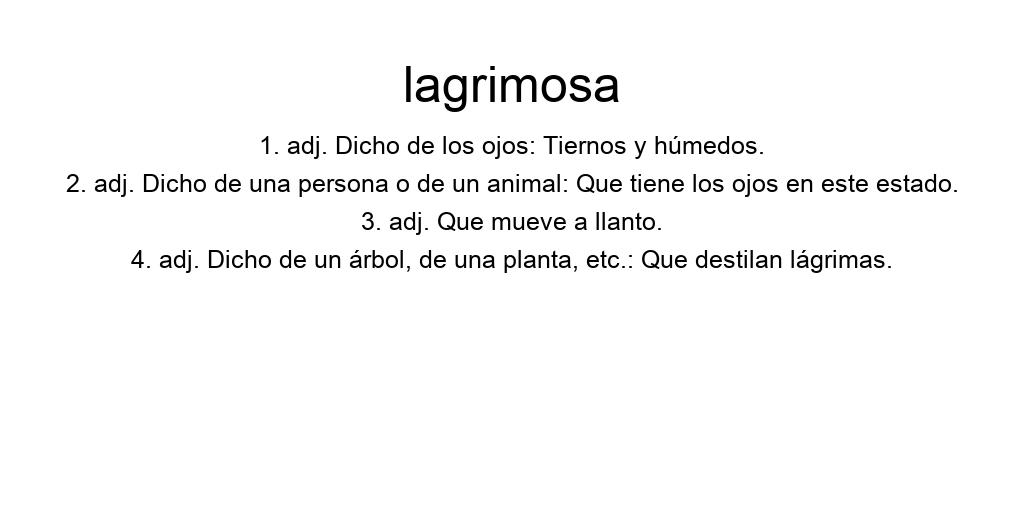 lagrimosa
1. adj. Dicho de los ojos: Tiernos y húmedos.
2. adj. Dicho de una persona o de un animal: Que tiene los ojos en este estado.
3. adj. Que mueve a llanto.
4. adj. Dicho de un árbol, de una planta, etc.: Que destilan lágrimas.